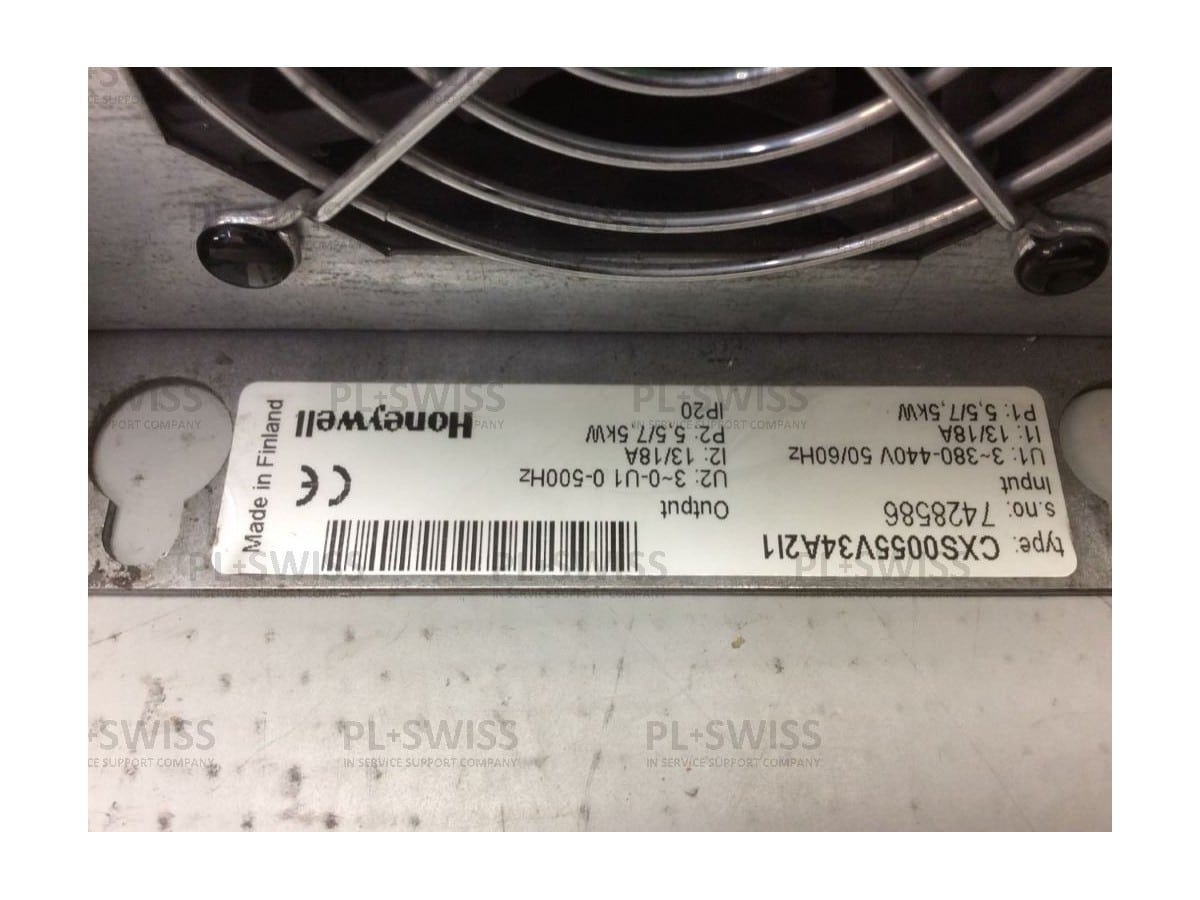 type: CXS0055V34A2I1
s.no: 7428586
Input
U1: 3~380-440V 50/60Hz
I1: 13/18A
P1: 5,5/7,5kW
Output
U2: 3~0-U1 0-500Hz
I2: 13/18A
P2: 5.5/7.5kW
IP20
CE
Honeywell
Made in Finland
PL+SWISS
IN SERVICE SUPPORT COMPANY